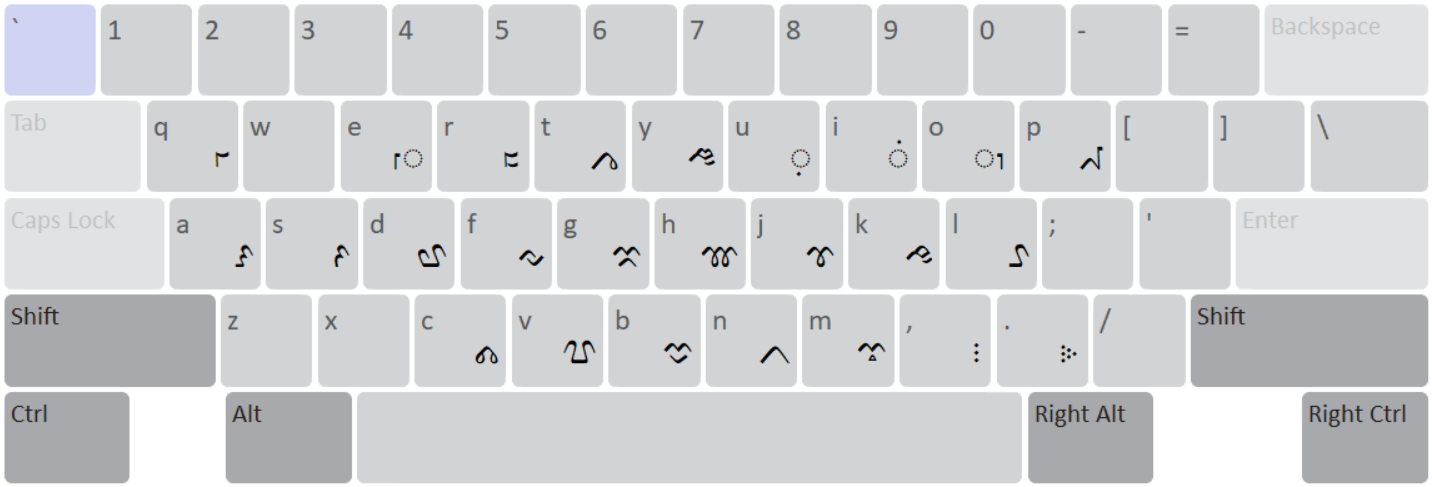 ` 1 2 3 4 5 6 7 8 9 0 - = Backspace
Tab q 𑻲 w e ◌𑻵 r 𑻭 t 𑻦 y 𑻬 u ◌𑻴 i ◌𑻳 o ◌𑻶 p 𑻣 [ ] \
Caps Lock a 𑻱 s 𑻰 d 𑻧 f 𑻢 g 𑻡 h 𑻫 j 𑻪 k 𑻠 l 𑻮 ; ' Enter
Shift z x c 𑻩 v 𑻯 b 𑻤 n 𑻨 m 𑻥 , 𑻷 . 𑻸 / Shift
Ctrl Alt Right Alt Right Ctrl